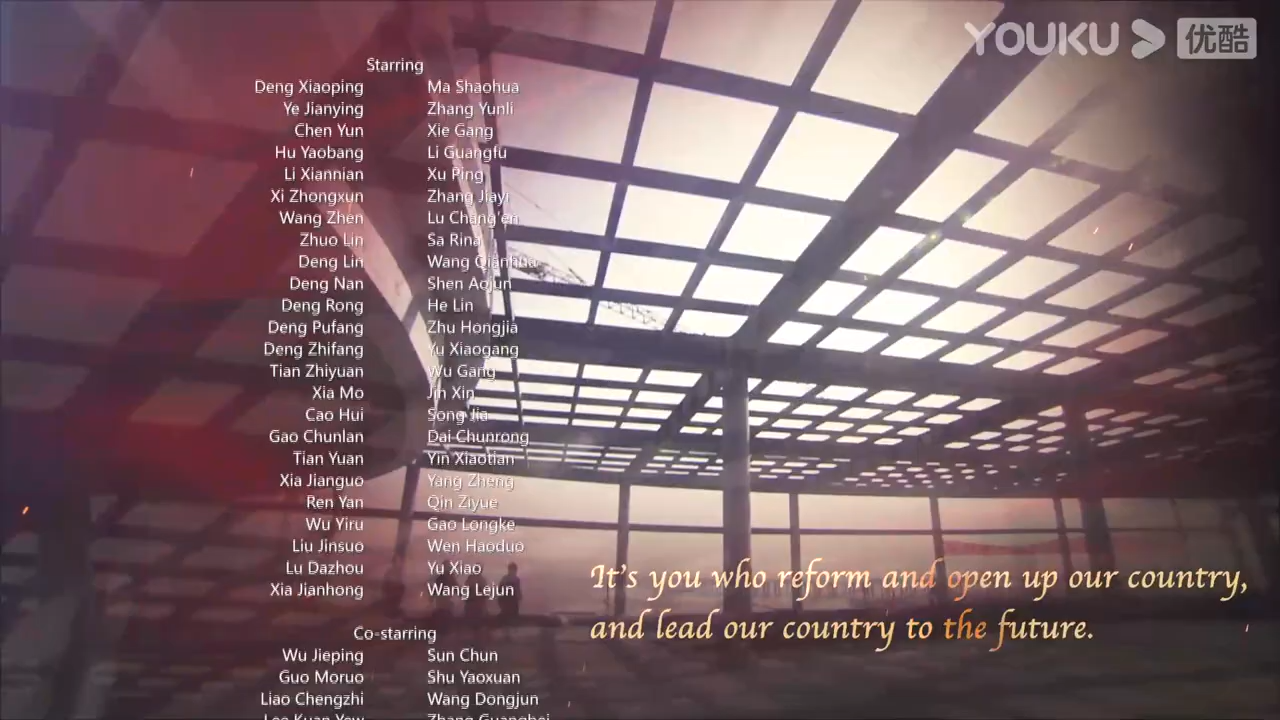 YOUKU 优酷
Starring
Deng Xiaoping Ma Shaohua
Ye Jianying Zhang Yunli
Chen Yun Xie Gang
Hu Yaobang Li Guangfu
Li Xiannian Xu Ping
Xi Zhongxun Zhang Jiayi
Wang Zhen Lu Chang'en
Zhuo Lin Sa Rina
Deng Lin Wang Qianhua
Deng Nan Shen Aojun
Deng Rong He Lin
Deng Pufang Zhu Hongjia
Deng Zhifang Yu Xiaogang
Tian Zhiyuan Wu Gang
Xia Mo Jin Xin
Cao Hui Song Jia
Gao Chunlan Dai Chunrong
Tian Yuan Yin Xiaotian
Xia Jianguo Yang Zheng
Ren Yan Qin Ziyue
Wu Yiru Gao Longke
Liu Jinsuo Wen Haoduo
Lu Dazhou Yu Xiao
Xia Jianhong Wang Lejun
Co-starring
Wu Jieping Sun Chun
Guo Moruo Shu Yaoxuan
Liao Chengzhi Wang Dongjun
It's you who reform and open up our country,
and lead our country to the future.